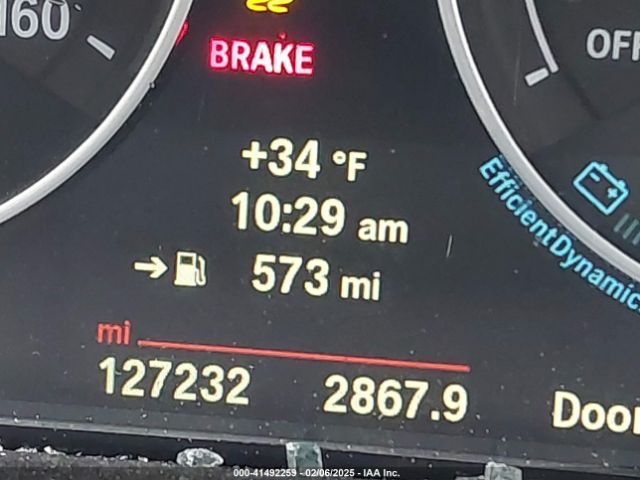 160
BRAKE
OFF
+34 °F
10:29 am
EfficientDynamics
573 mi
mi
127232 2867.9
Door
000-41492259 - 02/06/2025 - IAA Inc.